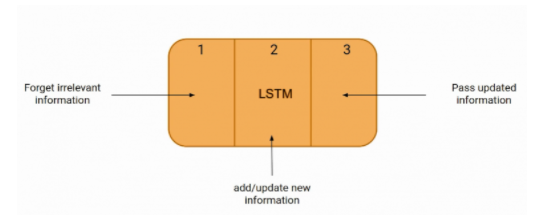 1
2
3
LSTM
Forget irrelevant
information
Pass updated
information
add/update new
information